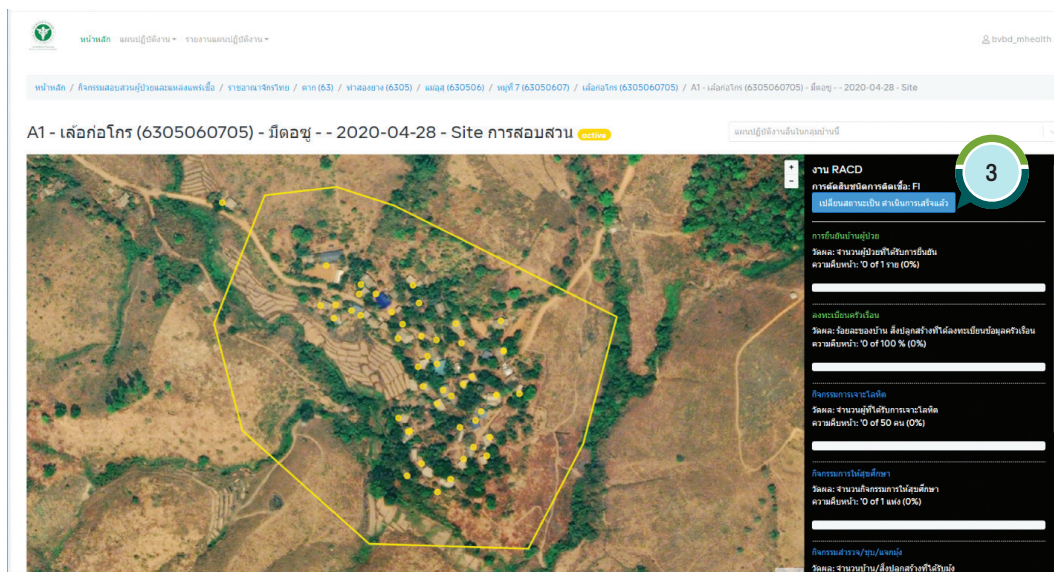 หน้าหลัก แผนปฏิบัติงาน รายงานแผนปฏิบัติงาน bvbd_mhealth
หน้าหลัก / กิจกรรมสอบสวนผู้ป่วยและแหล่งแพร่เชื้อ / ราชอาณาจักรไทย / ตาก (63) / ท่าสองยาง (6305) / แม่อุสุ (630506) / หมู่ที่ 7 (63050607) / เล้อก่อโกร (6305060705) / A1 - เล้อก่อโกร (6305060705) - มึดอซู - - 2020-04-28 - Site
A1 - เล้อก่อโกร (6305060705) - มึดอซู - - 2020-04-28 - Site การสอบสวน active
แผนปฏิบัติงานอื่นในกลุ่มบ้านนี้
+
-
3
งาน RACD
การตัดสินชนิดการติดเชื้อ: FI
เปลี่ยนสถานะเป็น ดำเนินการเสร็จแล้ว
การยืนยันบ้านผู้ป่วย
วัดผล: จำนวนผู้ป่วยที่ได้รับการยืนยัน
ความคืบหน้า: '0 of 1 ราย (0%)
ลงทะเบียนครัวเรือน
วัดผล: ร้อยละของบ้าน สิ่งปลูกสร้างที่ได้ลงทะเบียนข้อมูลครัวเรือน
ความคืบหน้า: '0 of 100 % (0%)
กิจกรรมการเจาะโลหิต
วัดผล: จำนวนผู้ที่ได้รับการเจาะโลหิต
ความคืบหน้า: '0 of 50 คน (0%)
กิจกรรมการให้สุขศึกษา
วัดผล: จำนวนกิจกรรมการให้สุขศึกษา
ความคืบหน้า: '0 of 1 แห่ง (0%)
กิจกรรมสำรวจ/ชุบ/แจกมุ้ง
วัดผล: จำนวนบ้าน/สิ่งปลูกสร้างที่ได้รับมุ้ง